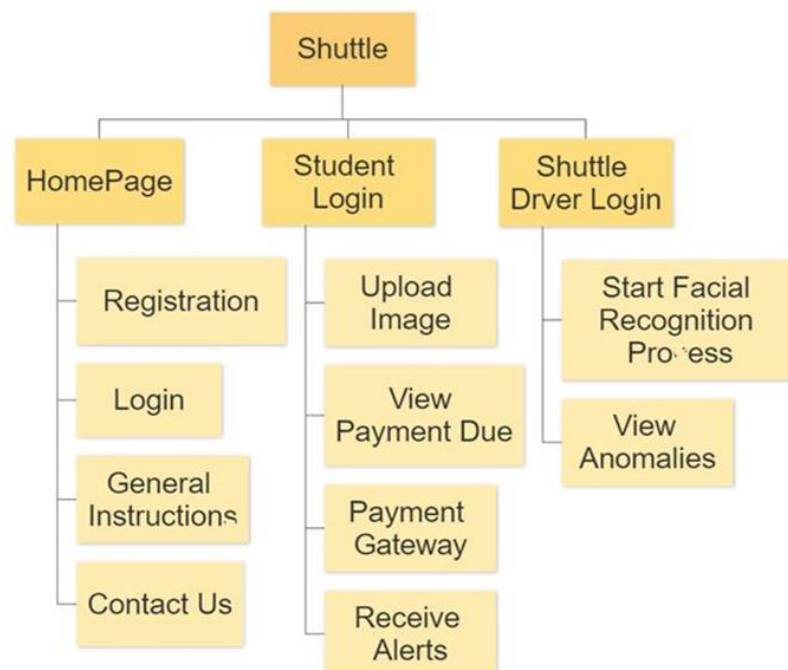 Shuttle
HomePage
Student
Login
Shuttle
Drver Login
Registration
Login
General
Instructions
Contact Us
Upload
Image
View
Payment Due
Payment
Gateway
Receive
Alerts
Start Facial
Recognition
Process
View
Anomalies